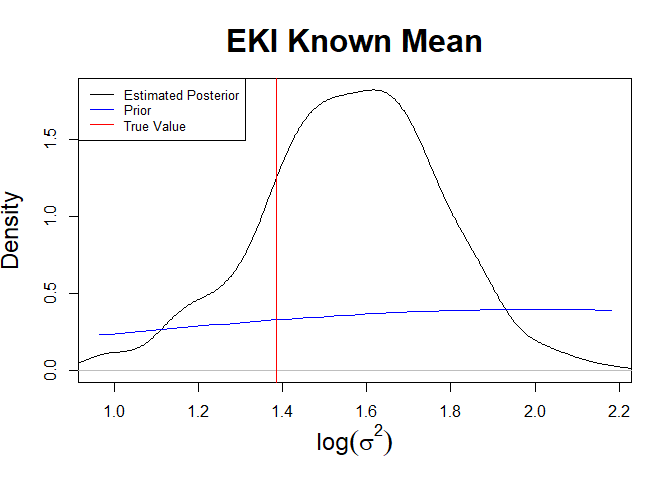 EKI Known Mean
Estimated Posterior
Prior
True Value
Density
0.0
0.5
1.0
1.5
1.0 1.2 1.4 1.6 1.8 2.0 2.2
log(σ²)